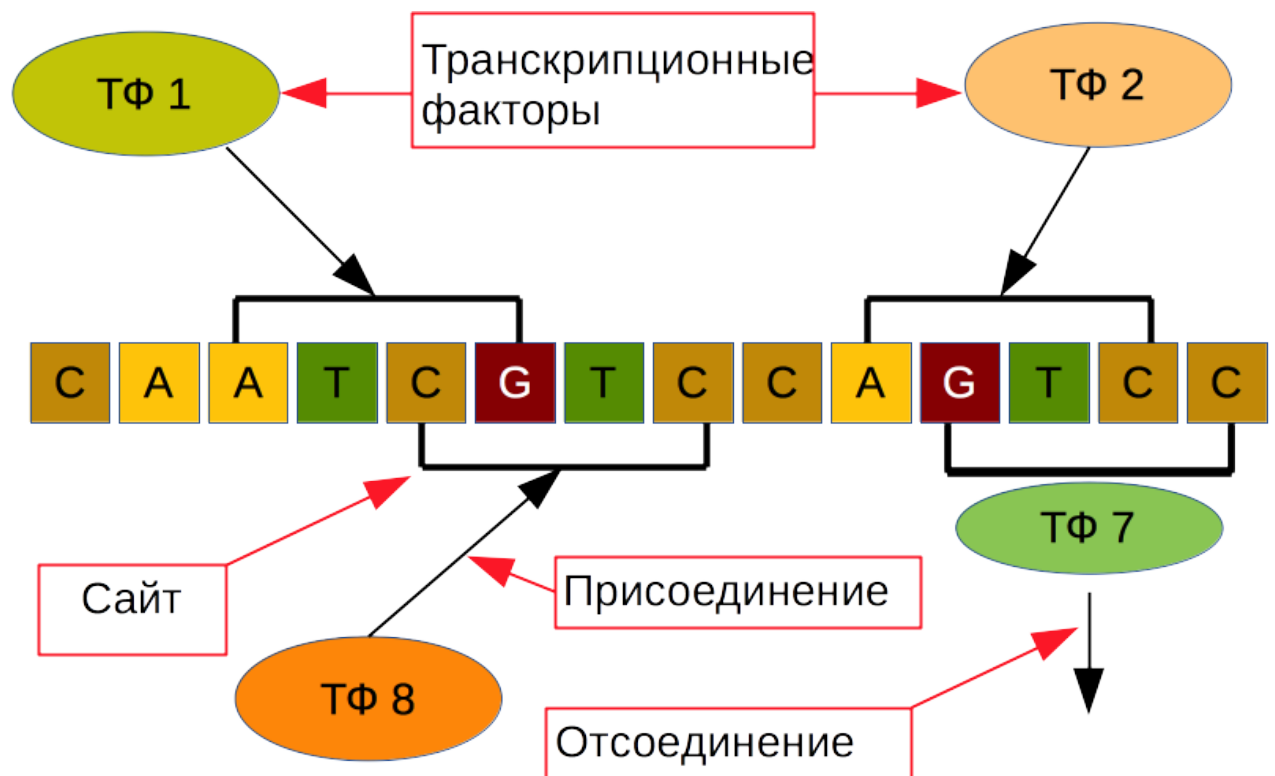 ТФ 1
Транскрипционные
факторы
ТФ 2
C A A T C G T C C A G T C C
ТФ 7
Сайт
Присоединение
ТФ 8
Отсоединение